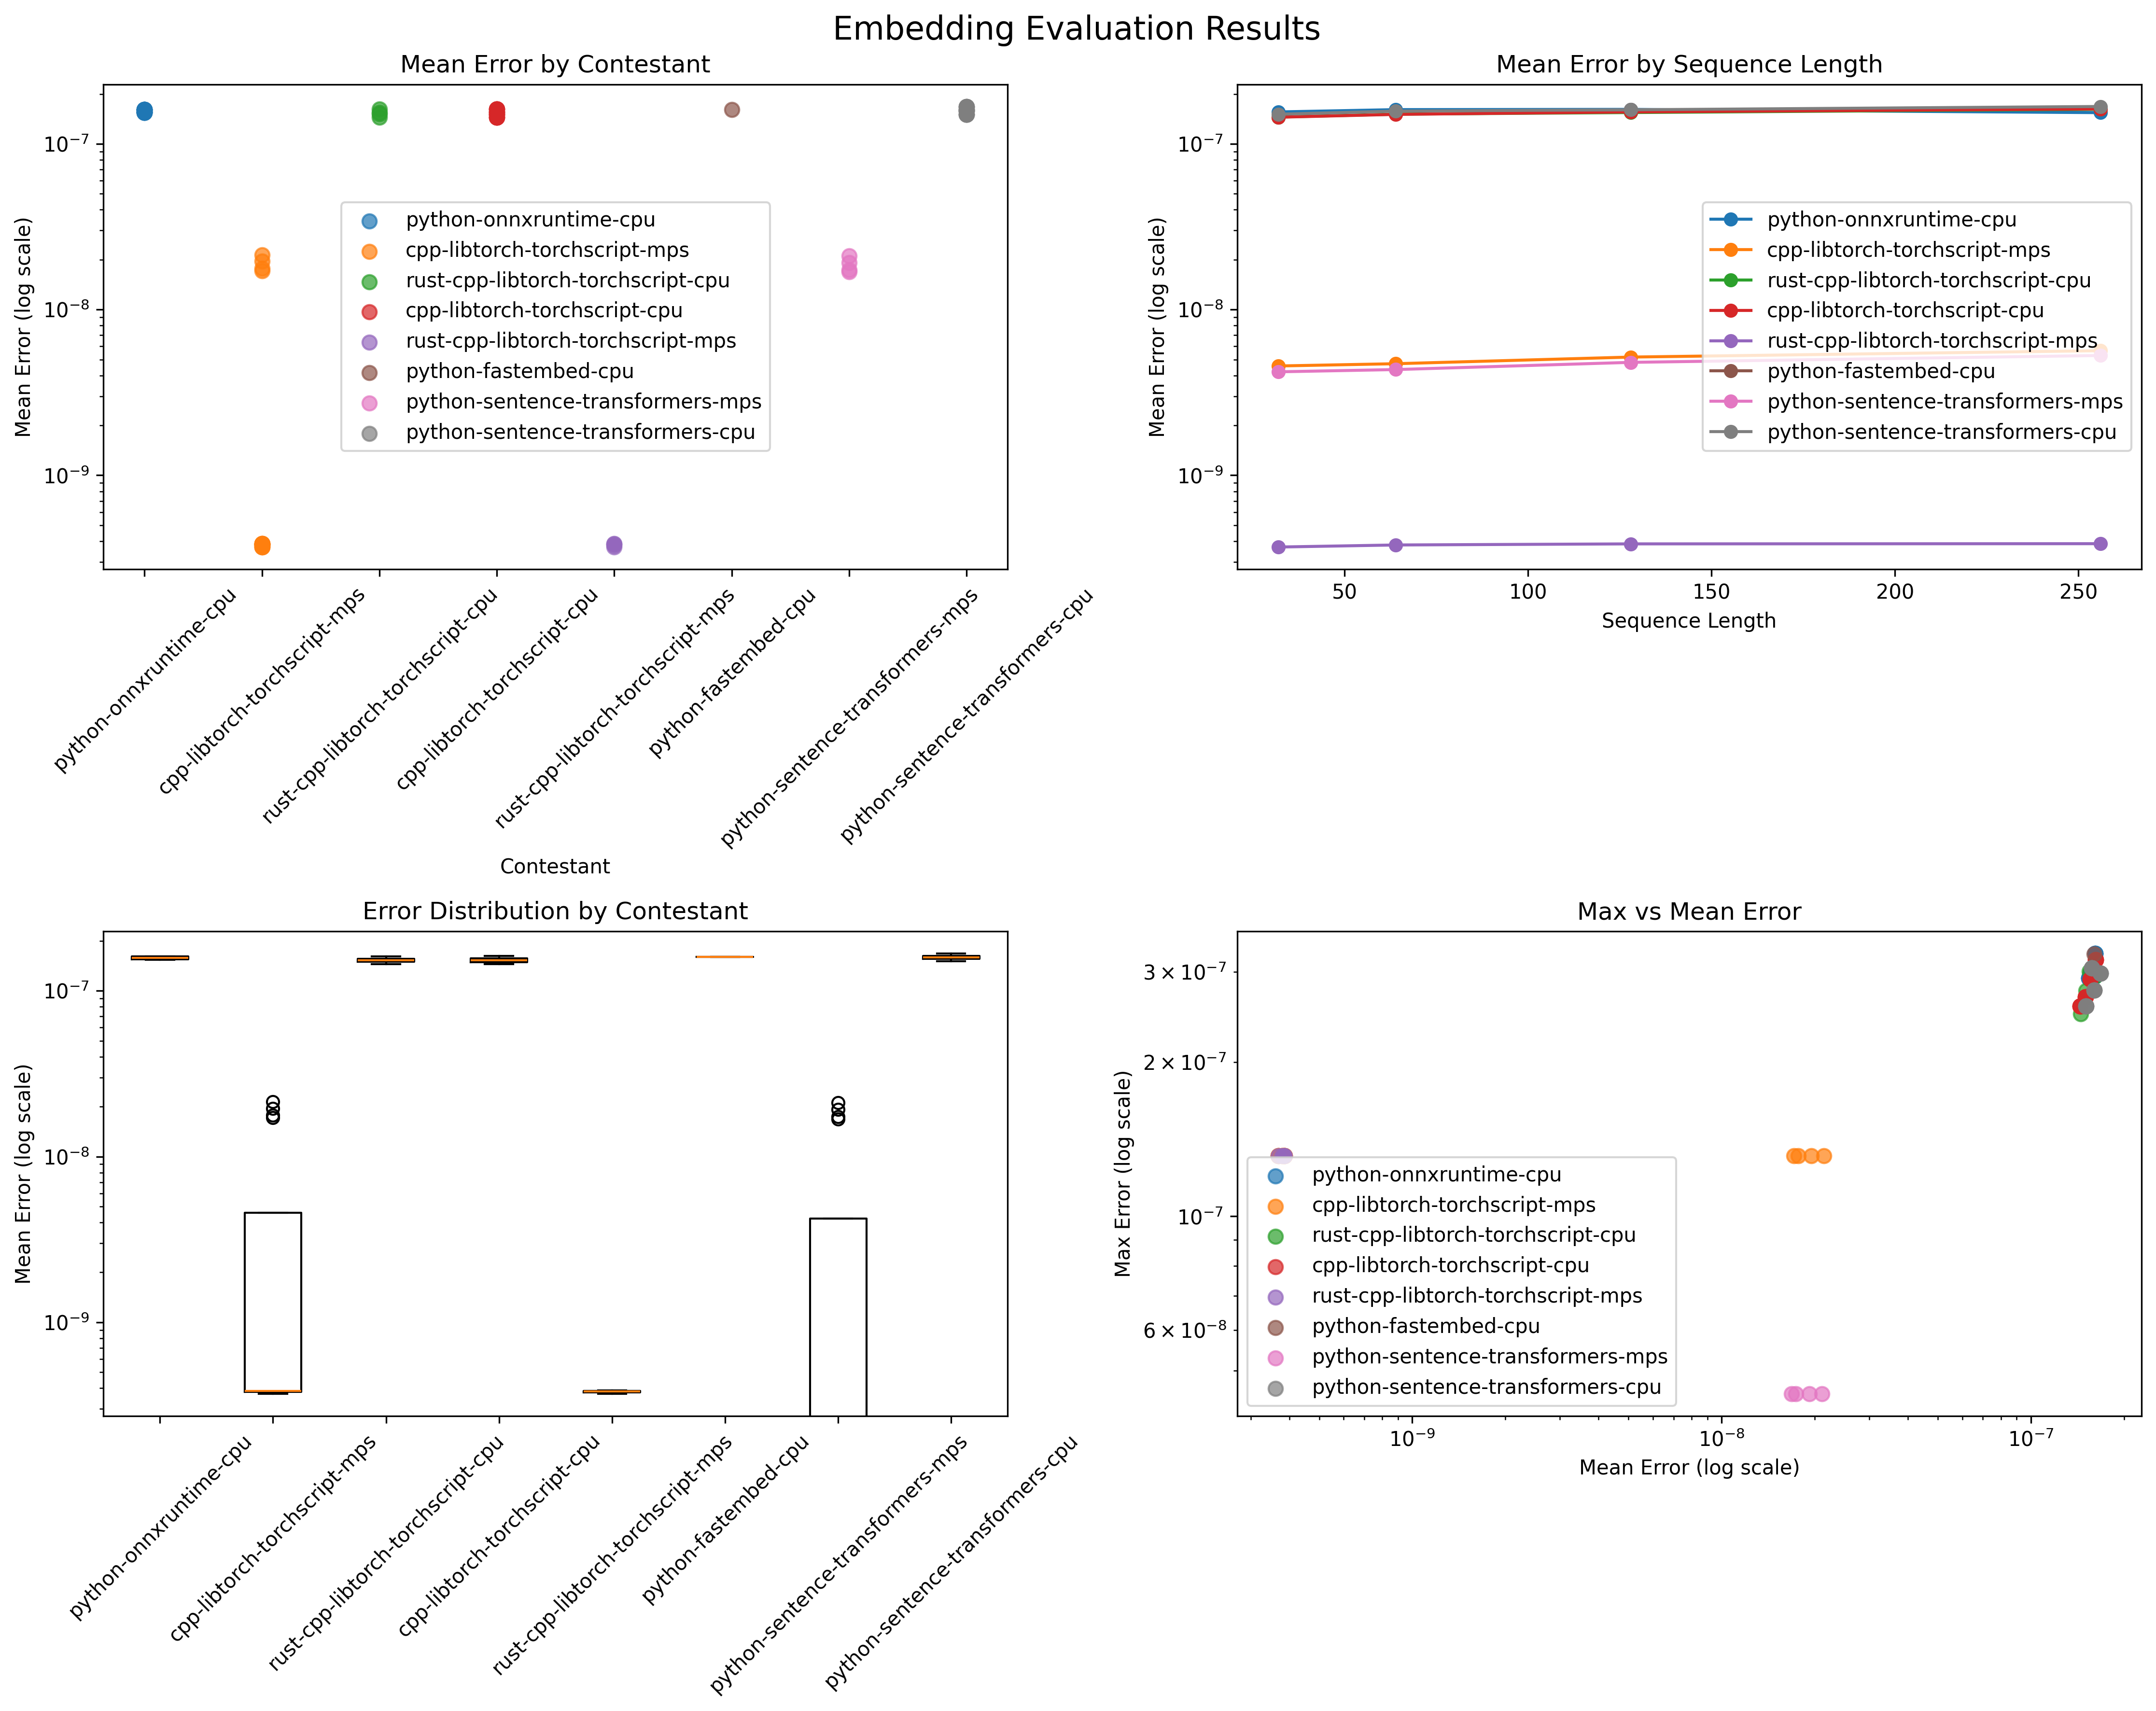 Embedding Evaluation Results
Mean Error by Contestant
Mean Error (log scale)
10⁻⁷
10⁻⁸
10⁻⁹
python-onnxruntime-cpu
cpp-libtorch-torchscript-mps
rust-cpp-libtorch-torchscript-cpu
cpp-libtorch-torchscript-cpu
rust-cpp-libtorch-torchscript-mps
python-fastembed-cpu
python-sentence-transformers-mps
python-sentence-transformers-cpu
python-onnxruntime-cpu
cpp-libtorch-torchscript-mps
rust-cpp-libtorch-torchscript-cpu
cpp-libtorch-torchscript-cpu
rust-cpp-libtorch-torchscript-mps
python-fastembed-cpu
python-sentence-transformers-mps
python-sentence-transformers-cpu
Contestant
Mean Error by Sequence Length
Mean Error (log scale)
10⁻⁷
10⁻⁸
10⁻⁹
python-onnxruntime-cpu
cpp-libtorch-torchscript-mps
rust-cpp-libtorch-torchscript-cpu
cpp-libtorch-torchscript-cpu
rust-cpp-libtorch-torchscript-mps
python-fastembed-cpu
python-sentence-transformers-mps
python-sentence-transformers-cpu
50 100 150 200 250
Sequence Length
Error Distribution by Contestant
Mean Error (log scale)
10⁻⁷
10⁻⁸
10⁻⁹
python-onnxruntime-cpu
cpp-libtorch-torchscript-mps
rust-cpp-libtorch-torchscript-cpu
cpp-libtorch-torchscript-cpu
rust-cpp-libtorch-torchscript-mps
python-fastembed-cpu
python-sentence-transformers-mps
python-sentence-transformers-cpu
Max vs Mean Error
Max Error (log scale)
3 × 10⁻⁷
2 × 10⁻⁷
10⁻⁷
6 × 10⁻⁸
python-onnxruntime-cpu
cpp-libtorch-torchscript-mps
rust-cpp-libtorch-torchscript-cpu
cpp-libtorch-torchscript-cpu
rust-cpp-libtorch-torchscript-mps
python-fastembed-cpu
python-sentence-transformers-mps
python-sentence-transformers-cpu
10⁻⁹ 10⁻⁸ 10⁻⁷
Mean Error (log scale)